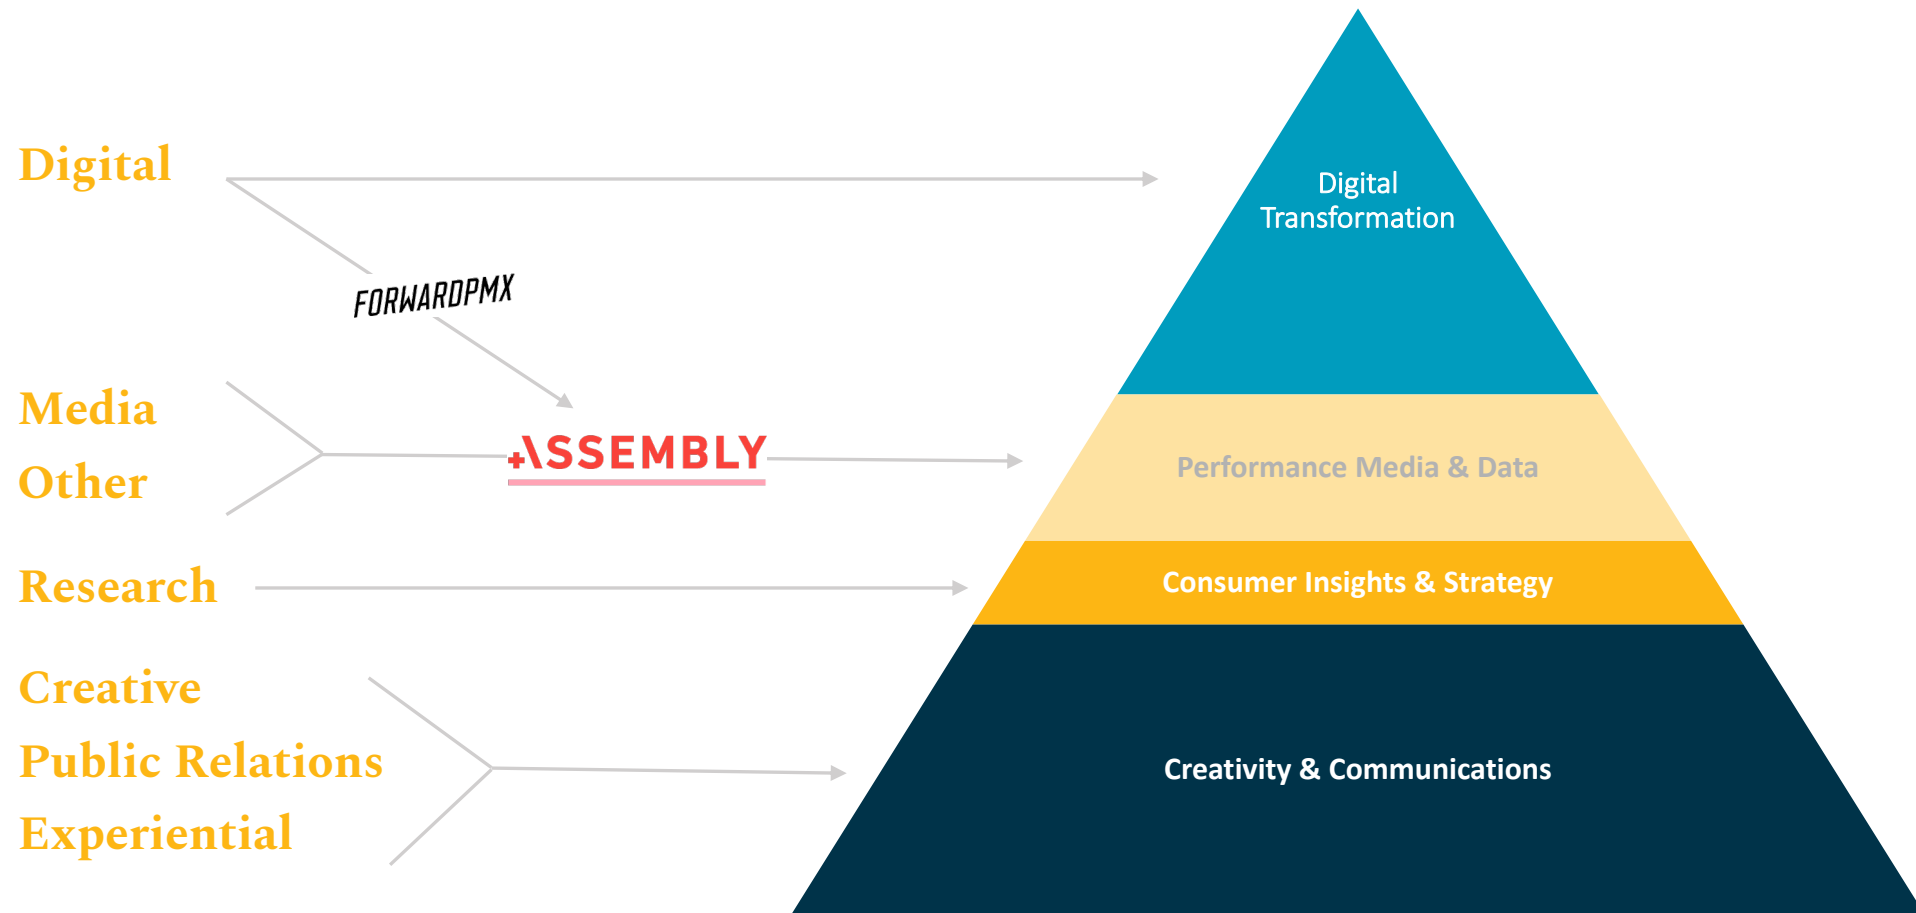 Digital
Digital
Transformation
FORWARDPMX
Media
ASSEMBLY
Performance Media & Data
Other
Research
Consumer Insights & Strategy
Creative
Public Relations
Creativity & Communications
Experiential